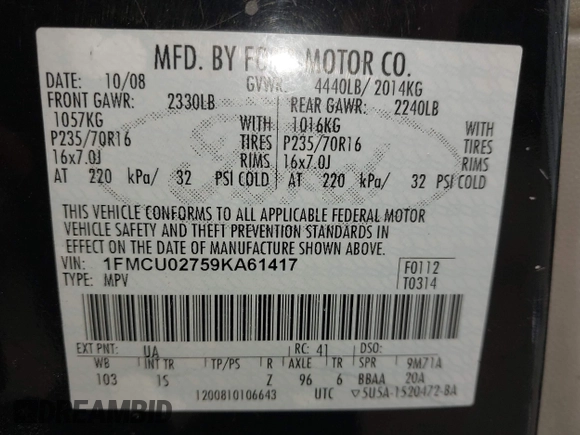 MFD. BY FORD MOTOR CO.
DATE: 10/08 GVWR: 4440LB/ 2014KG
FRONT GAWR: 2330LB REAR GAWR: 2240LB
1057KG 1016KG
P235/70R16 TIRES P235/70R16 TIRES
16x7.0J RIMS 16x7.0J RIMS
AT 220 kPa/ 32 PSI COLD AT 220 kPa/ 32 PSI COLD
THIS VEHICLE CONFORMS TO ALL APPLICABLE FEDERAL MOTOR
VEHICLE SAFETY AND THEFT PREVENTION STANDARDS IN
EFFECT ON THE DATE OF MANUFACTURE SHOWN ABOVE.
VIN: 1FMCU02759KA61417 F0112
TYPE: MPV T0314
EXT PNT: UA RC: 41 DSO:
WB INT TR TP/PS R AXLE TR SPR 9M71A
103 IS Z 96 6 BBAA 20A
1200810106643 UTC 5U5A-1520472-BA
DREAMBID